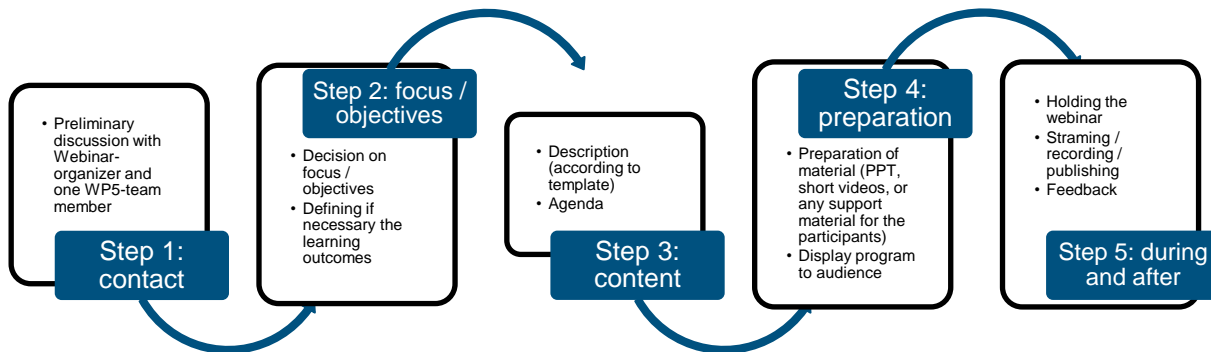 • Preliminary
discussion with
Webinar-
organizer and
one WP5-team
member
Step 1:
contact
Step 2: focus /
objectives
• Decision on
focus /
objectives
• Defining if
necessary the
learning
outcomes
• Description
(according to
template)
• Agenda
Step 3:
content
Step 4:
preparation
• Preparation of
material (PPT,
short videos, or
any support
material for the
participants)
• Display program
to audience
• Holding the
webinar
• Straming /
recording /
publishing
• Feedback
Step 5: during
and after